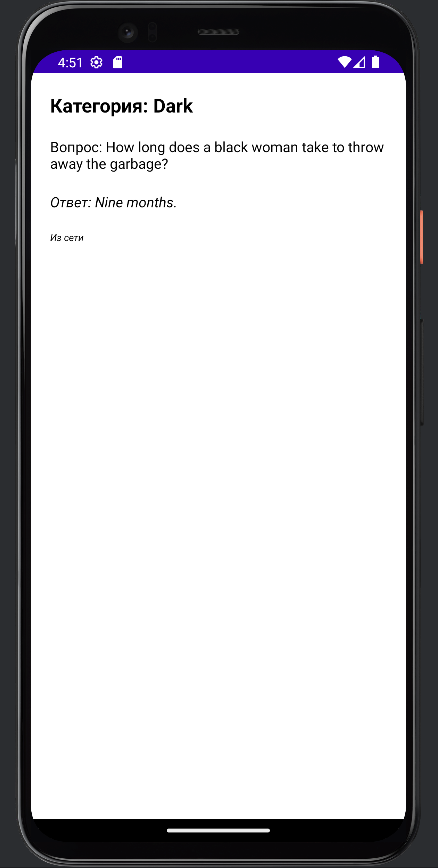 4:51
Категория: Dark
Вопрос: How long does a black woman take to throw
away the garbage?
Ответ: Nine months.
Из сети